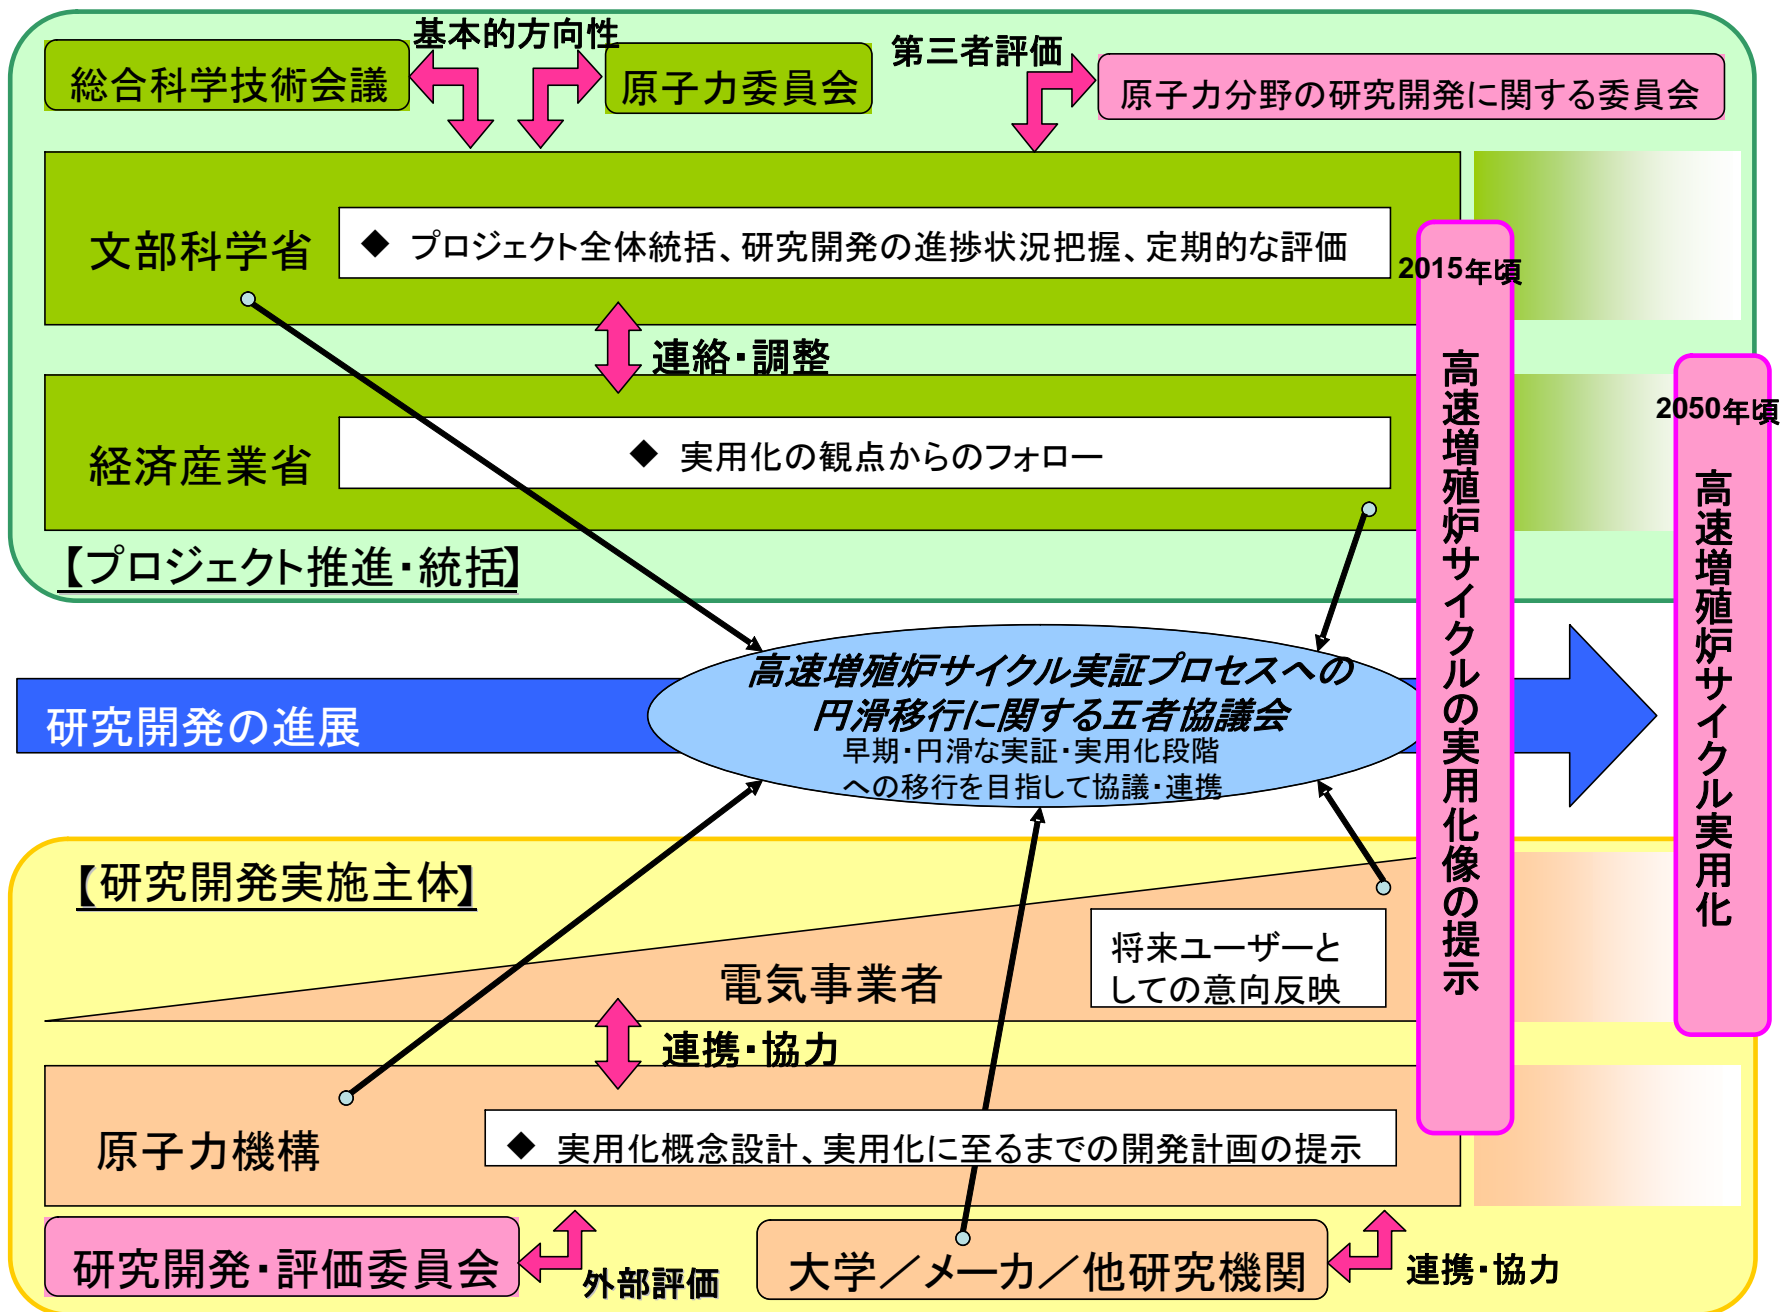 基本的方向性
第三者評価
総合科学技術会議
原子力委員会
原子力分野の研究開発に関する委員会
文部科学省
◆ プロジェクト全体統括、研究開発の進捗状況把握、定期的な評価
連絡・調整
経済産業省
◆ 実用化の観点からのフォロー
【プロジェクト推進・統括】
2015年頃
高速増殖炉サイクルの実用化像の提示
2050年頃
高速増殖炉サイクル実用化
研究開発の進展
高速増殖炉サイクル実証プロセスへの
円滑移行に関する五者協議会
早期・円滑な実証・実用化段階
への移行を目指して協議・連携
【研究開発実施主体】
電気事業者
将来ユーザーと
しての意向反映
連携・協力
原子力機構
◆ 実用化概念設計、実用化に至るまでの開発計画の提示
研究開発・評価委員会
外部評価
大学／メーカ／他研究機関
連携・協力